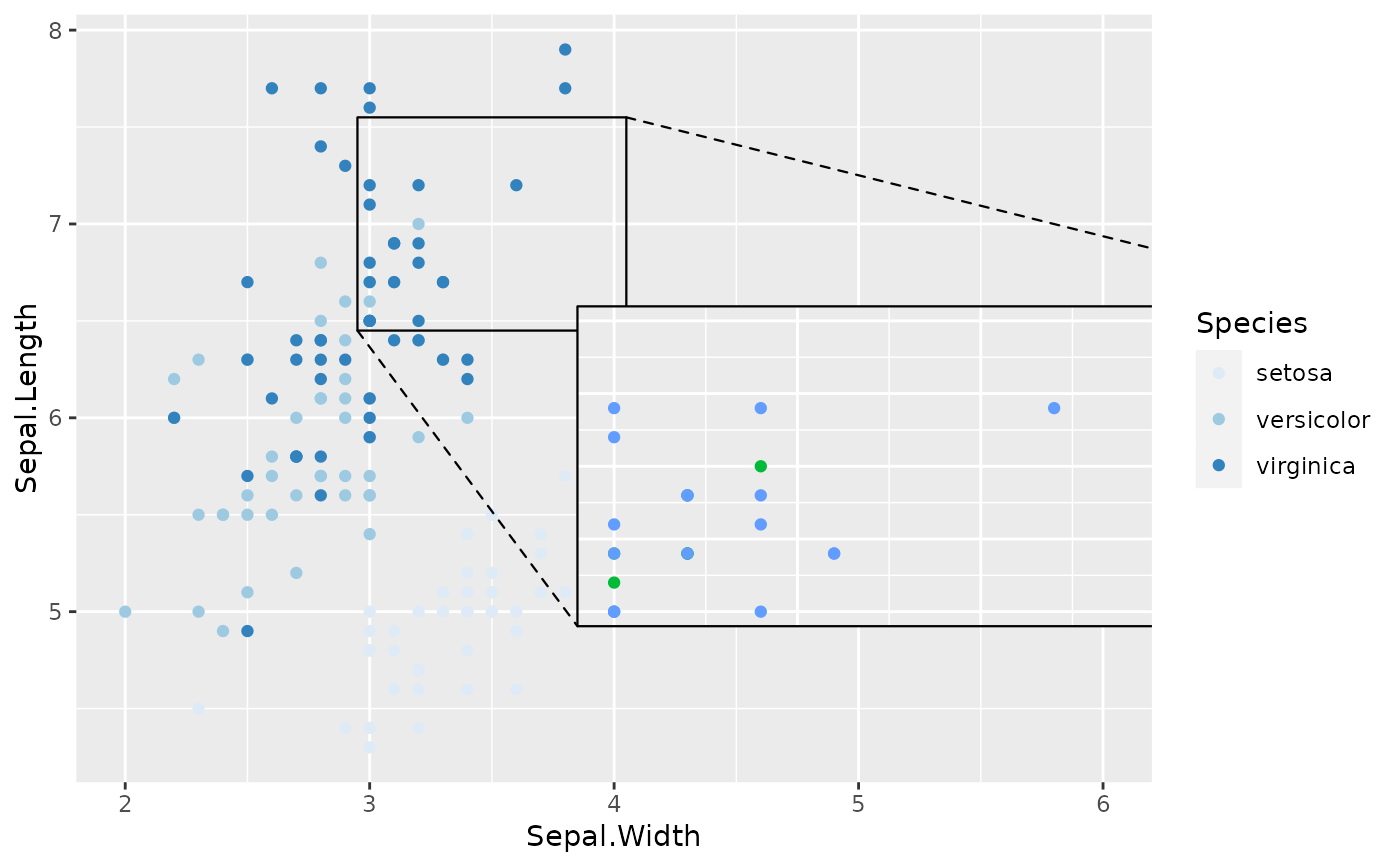 8
7
6
5
Sepal.Length
2 3 4 5 6
Sepal.Width
Species
setosa
versicolor
virginica